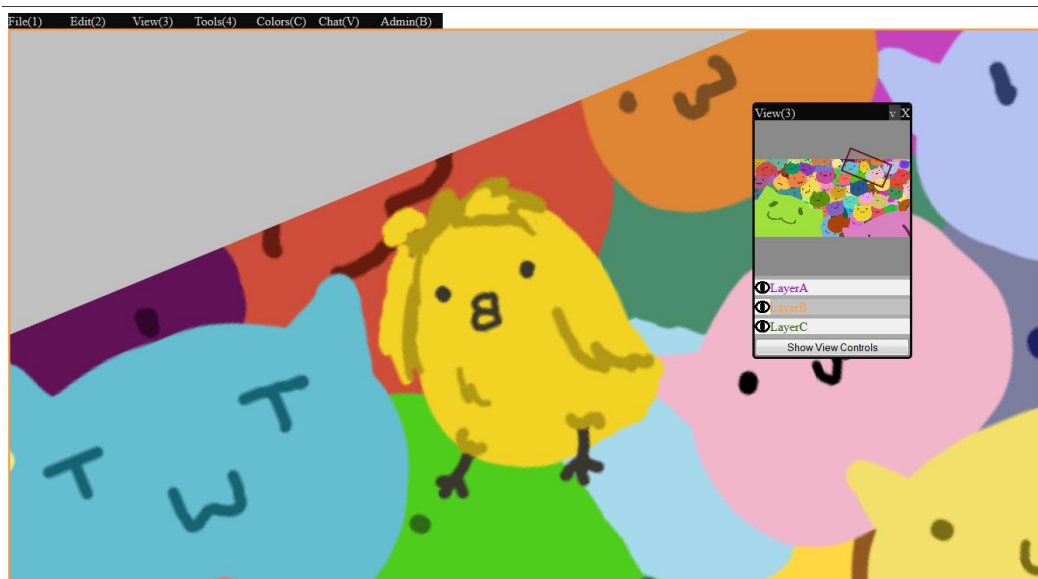 File(1) Edit(2) View(3) Tools(4) Colors(C) Chat(V) Admin(B)
View(3) v X
LayerA
LayerB
LayerC
Show View Controls